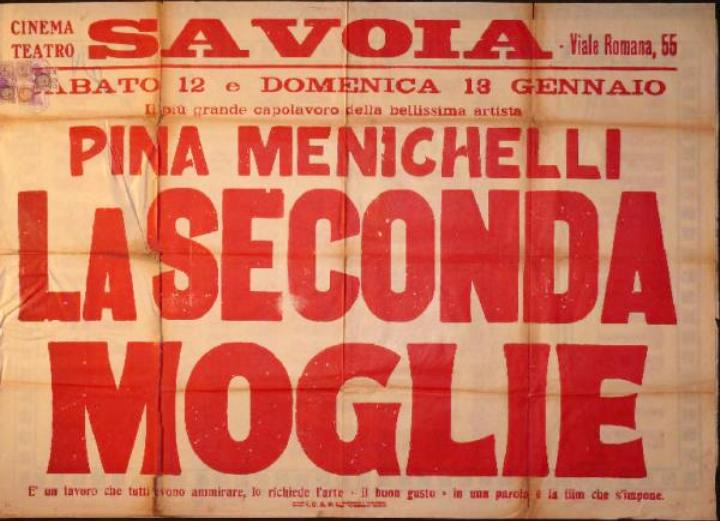 CINEMA TEATRO SAVOIA - Viale Romana, 55
SABATO 12 e DOMENICA 13 GENNAIO
Il più grande capolavoro della bellissima artista
PINA MENICHELLI
LA SECONDA
MOGLIE
E' un lavoro che tutti vono ammirare, lo richiede l'arte - il buon gusto - in una parola è la film che s'impone.